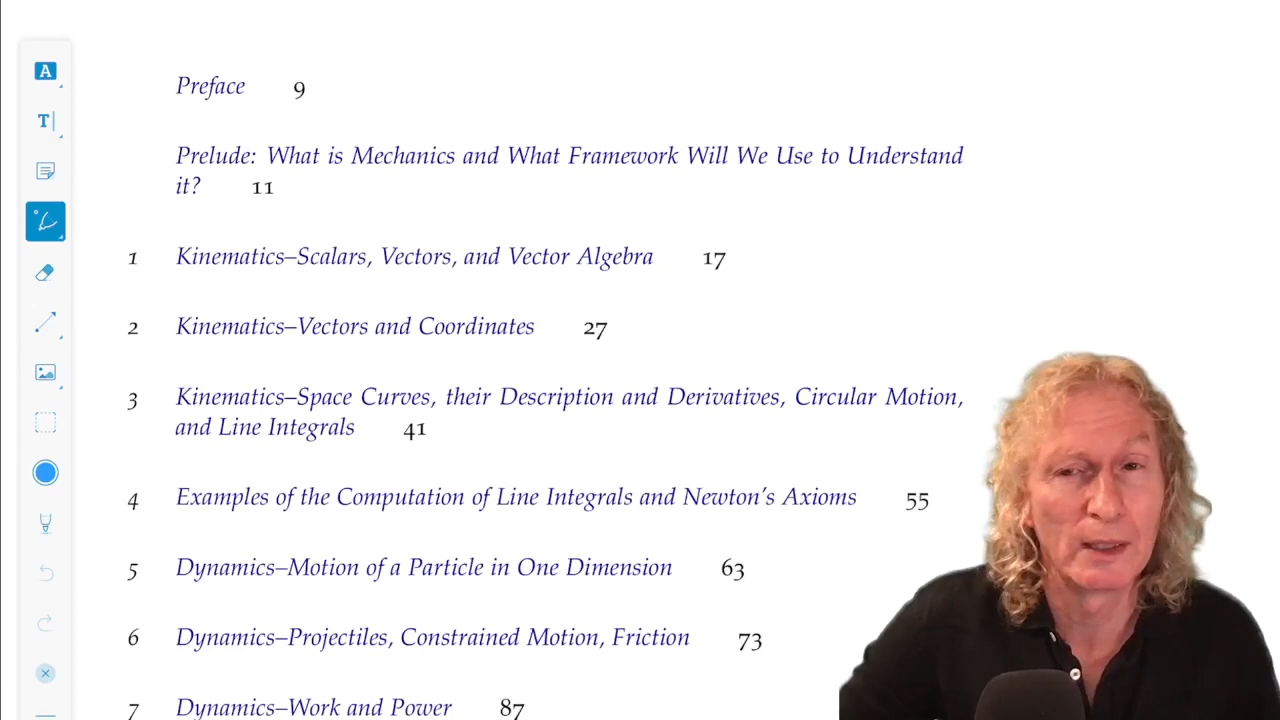 A
T
Preface 9
Prelude: What is Mechanics and What Framework Will We Use to Understand
it? 11
1 Kinematics–Scalars, Vectors, and Vector Algebra 17
2 Kinematics–Vectors and Coordinates 27
3 Kinematics–Space Curves, their Description and Derivatives, Circular Motion,
and Line Integrals 41
4 Examples of the Computation of Line Integrals and Newton's Axioms 55
5 Dynamics–Motion of a Particle in One Dimension 63
6 Dynamics–Projectiles, Constrained Motion, Friction 73
7 Dynamics–Work and Power 87